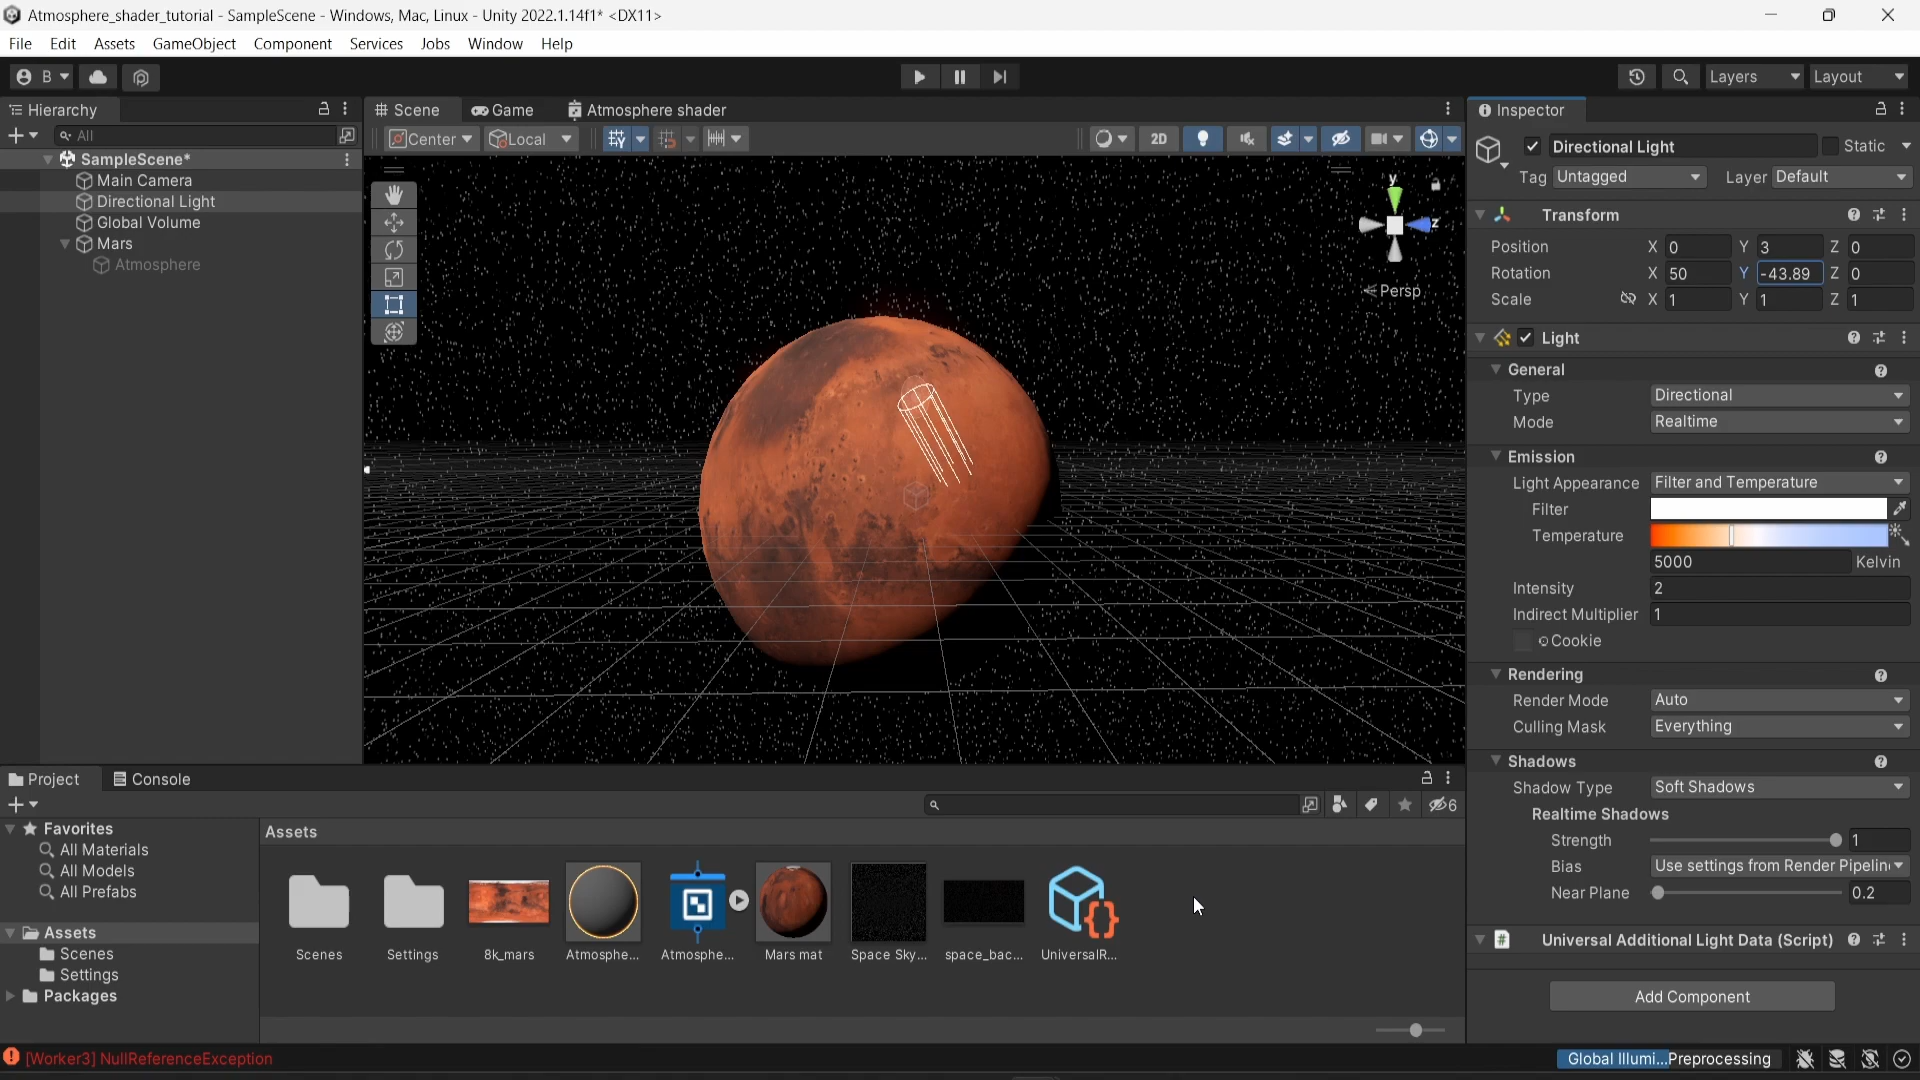 Atmosphere_shader_tutorial - SampleScene - Windows, Mac, Linux - Unity 2022.1.14f1* <DX11>
File Edit Assets GameObject Component Services Jobs Window Help
B Layers Layout
Hierarchy
All
SampleScene*
Main Camera
Directional Light
Global Volume
Mars
Atmosphere
Scene Game Atmosphere shader
Center Local 2D
y
z
Persp
Inspector
Directional Light Static
Tag Untagged Layer Default
Transform
Position X 0 Y 3 Z 0
Rotation X 50 Y -43.89 Z 0
Scale X 1 Y 1 Z 1
Light
General
Type Directional
Mode Realtime
Emission
Light Appearance Filter and Temperature
Filter
Temperature
5000 Kelvin
Intensity 2
Indirect Multiplier 1
Cookie
Rendering
Render Mode Auto
Culling Mask Everything
Shadows
Shadow Type Soft Shadows
Realtime Shadows
Strength 1
Bias Use settings from Render Pipelin
Near Plane 0.2
Universal Additional Light Data (Script)
Add Component
Project Console
6
Favorites
All Materials
All Models
All Prefabs
Assets
Scenes
Settings
Packages
Assets
Scenes Settings 8k_mars Atmosphe... Atmosphe... Mars mat Space Sky... space_bac... UniversalR...
[Worker3] NullReferenceException
Global Illumi...Preprocessing